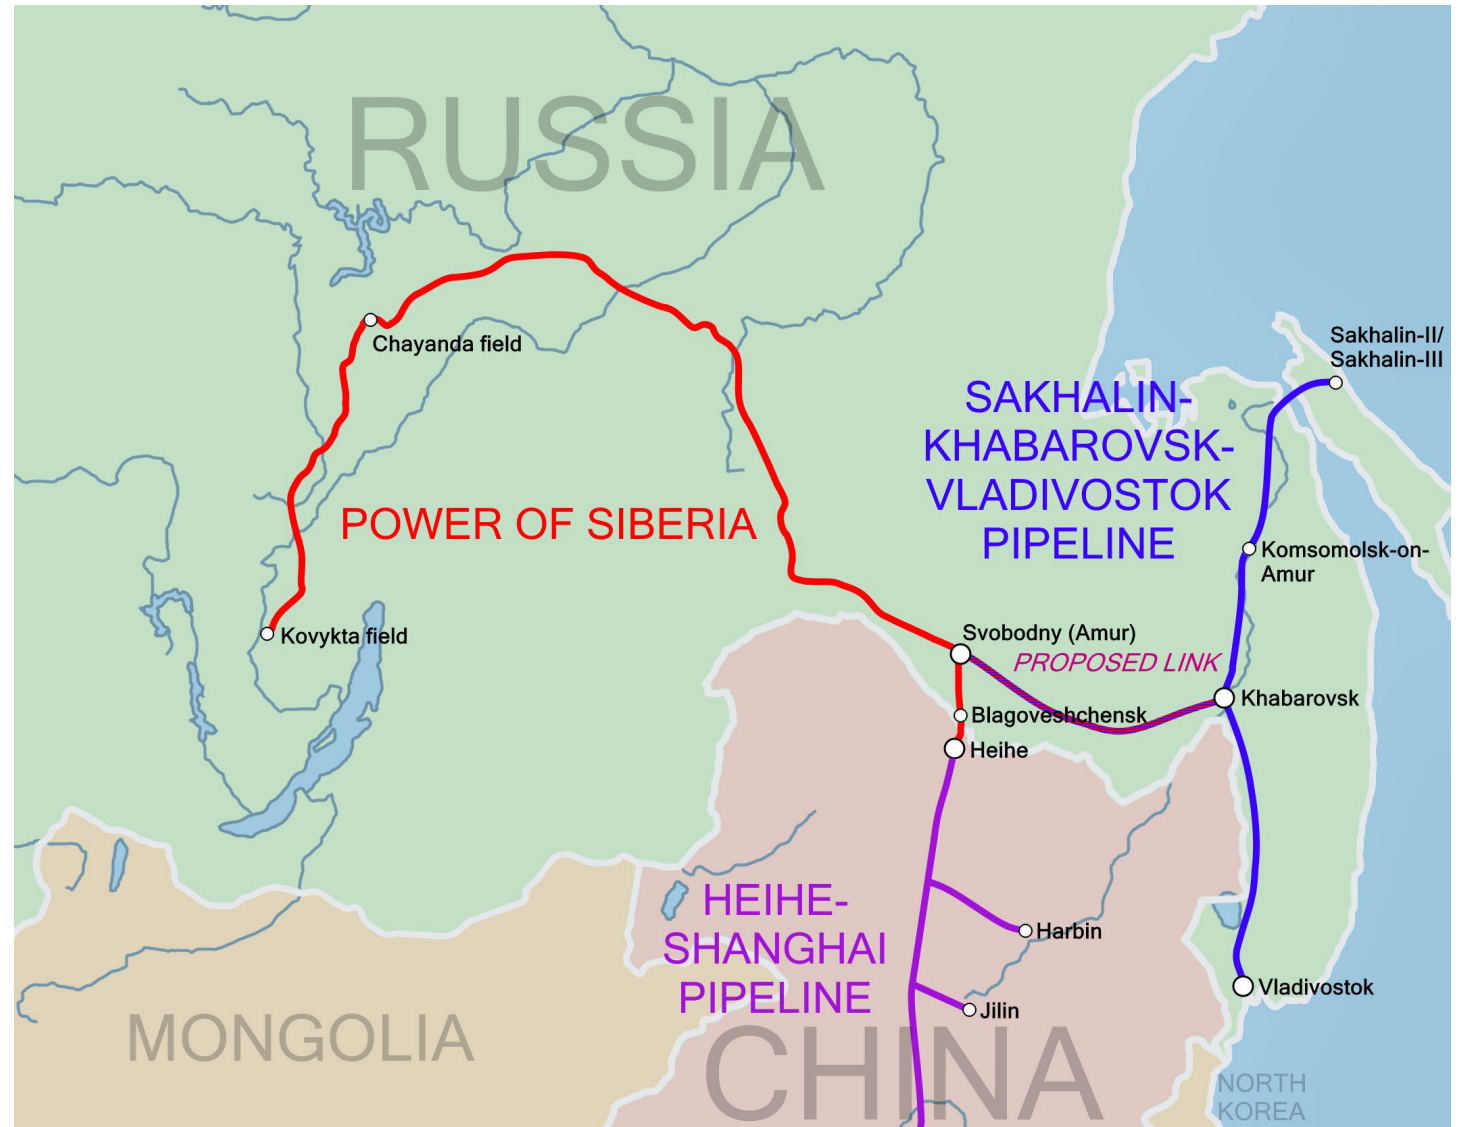 RUSSIA
Chayanda field
Sakhalin-II/
Sakhalin-III
SAKHALIN-
KHABAROVSK-
VLADIVOSTOK
PIPELINE
POWER OF SIBERIA
Komsomolsk-on-
Amur
Kovykta field
Svobodny (Amur)
PROPOSED LINK
Khabarovsk
Blagoveshchensk
Heihe
HEIHE-
SHANGHAI
PIPELINE
Harbin
Vladivostok
Jilin
MONGOLIA
CHINA
NORTH
KOREA